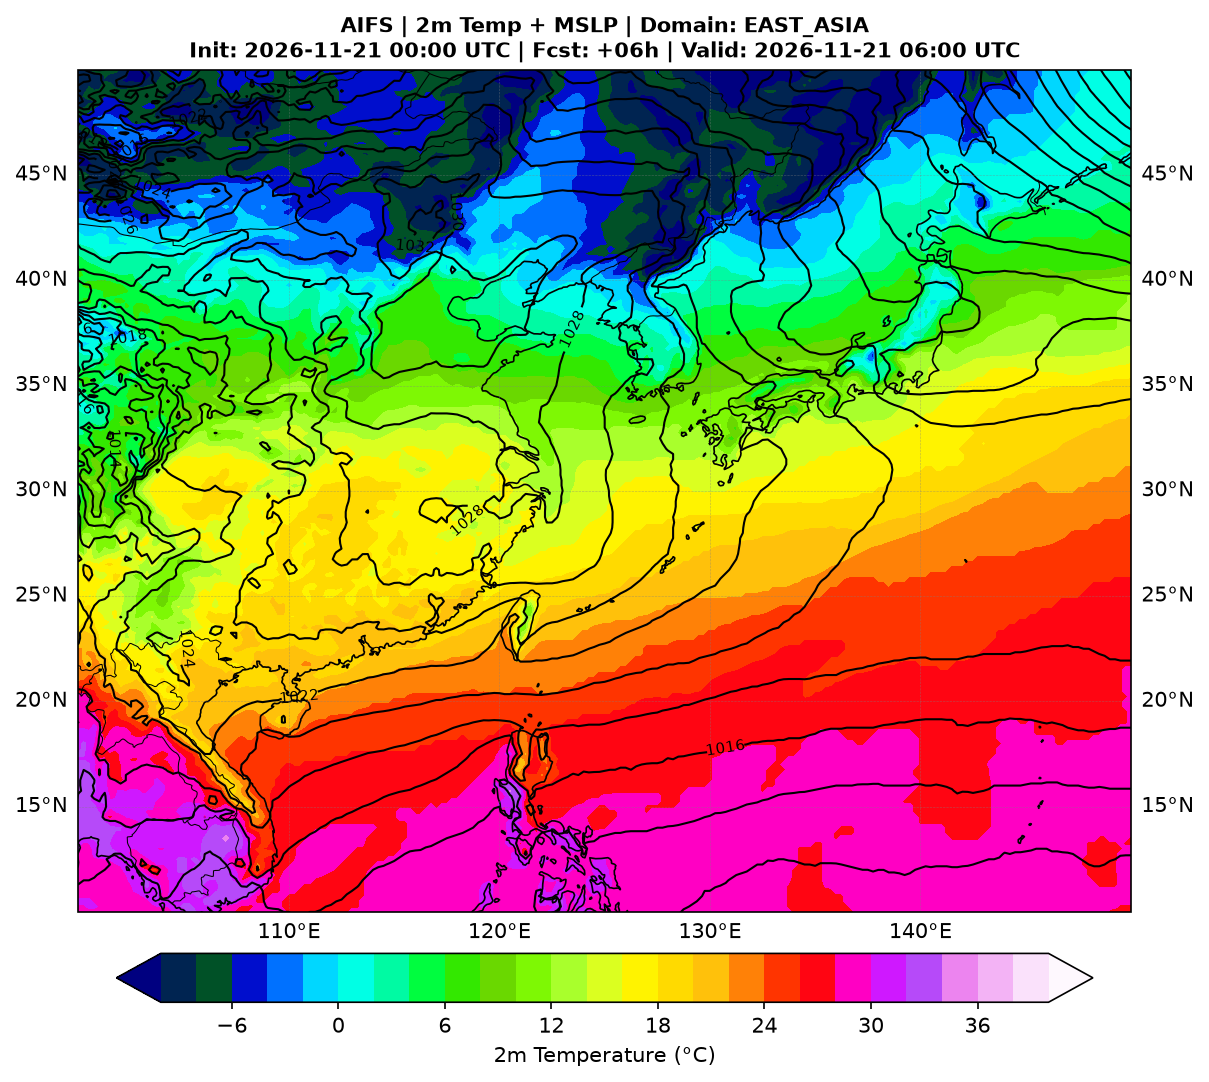 AIFS | 2m Temp + MSLP | Domain: EAST_ASIA
Init: 2026-11-21 00:00 UTC | Fcst: +06h | Valid: 2026-11-21 06:00 UTC
45°N
40°N
35°N
30°N
25°N
20°N
15°N
45°N
40°N
35°N
30°N
25°N
20°N
15°N
1032
1018
1028
1014
1028
1024
1022
1016
110°E 120°E 130°E 140°E
−6 0 6 12 18 24 30 36
2m Temperature (°C)